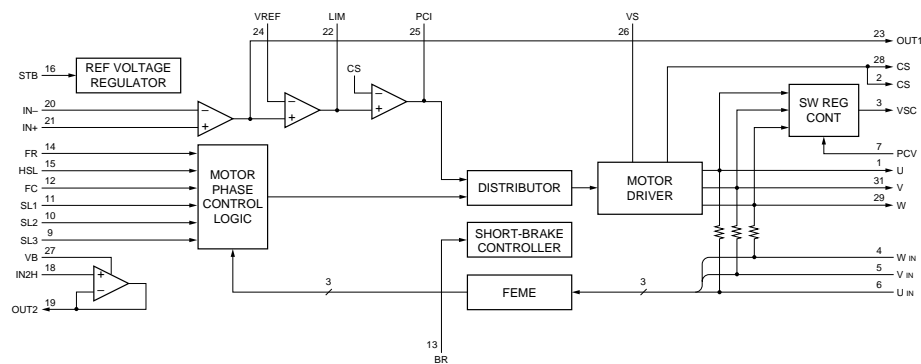 VREF LIM PCI VS
24 22 25 26
23 OUT1
28 CS
2 CS
STB 16 REF VOLTAGE
REGULATOR
CS
IN– 20 – +
IN+ 21 – +
– +
SW REG
CONT
3 VSC
7 PCV
FR 14
HSL 15
FC 12
SL1 11
SL2 10
SL3 9
MOTOR
PHASE
CONTROL
LOGIC
DISTRIBUTOR
MOTOR
DRIVER
1 U
31 V
29 W
SHORT-BRAKE
CONTROLLER
VB 27
IN2H 18 +
–
OUT2 19
3 FEME 3
4 W IN
5 V IN
6 U IN
13
BR